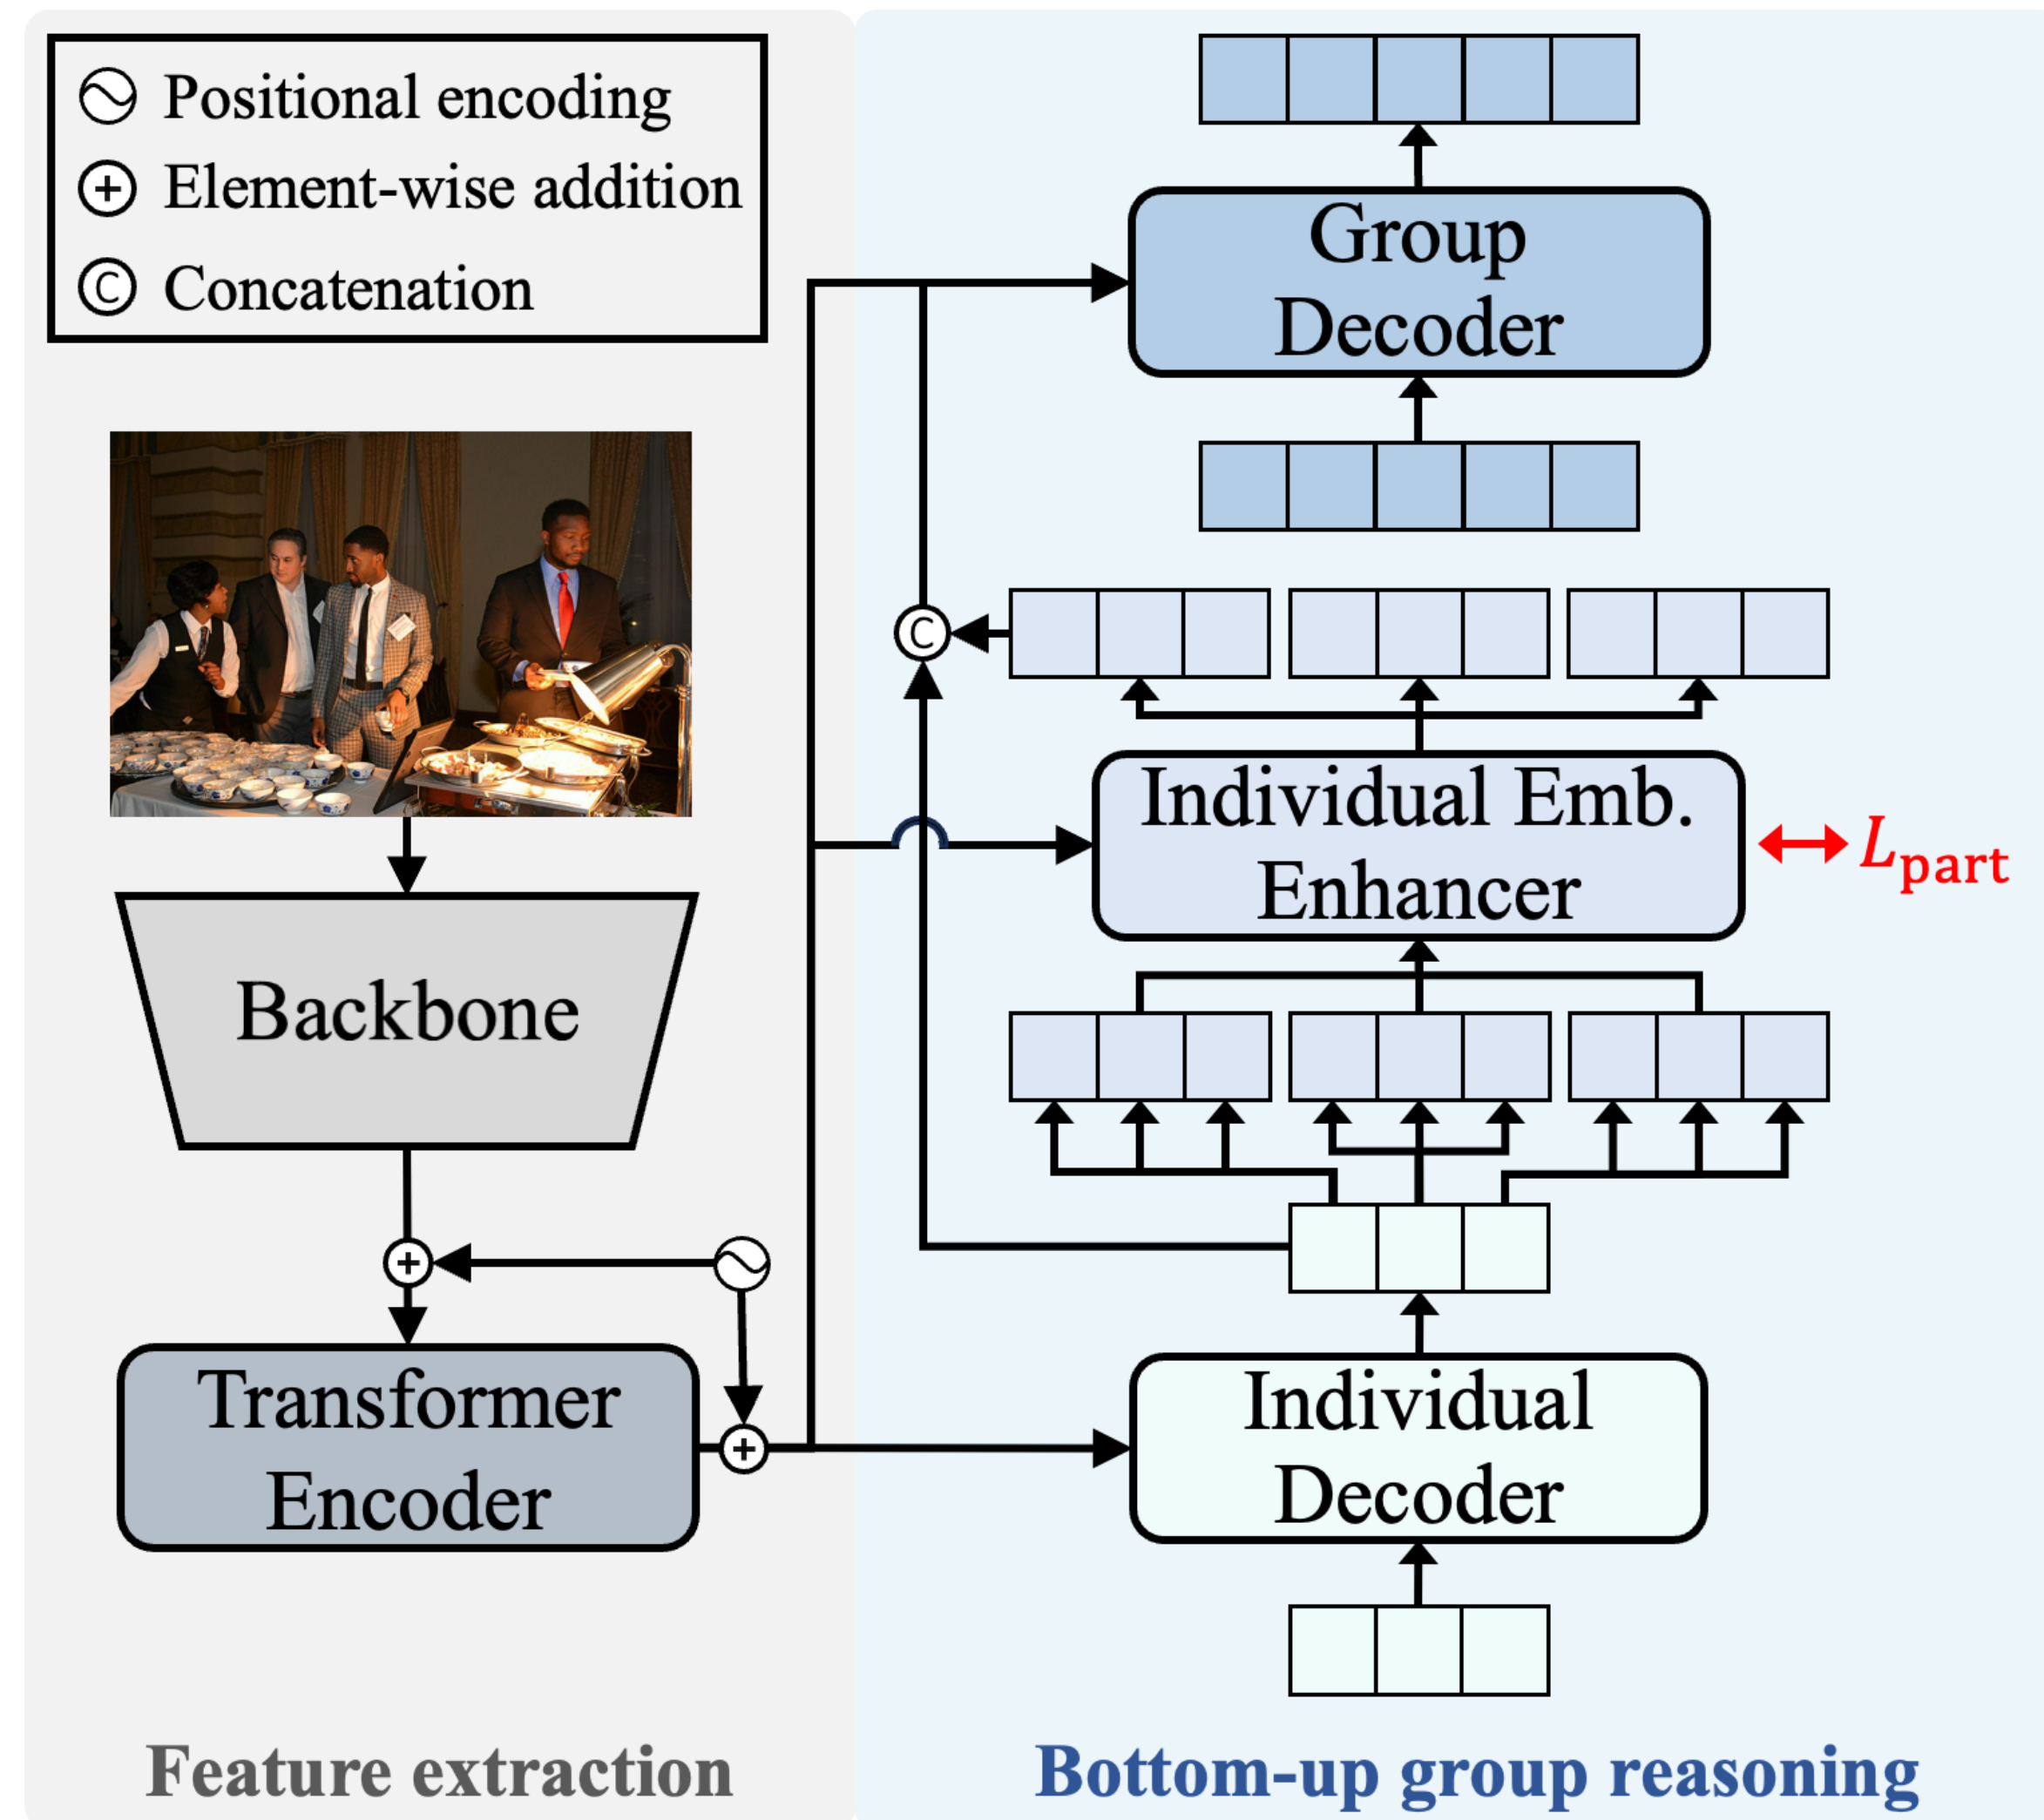 Positional encoding
+ Element-wise addition
C Concatenation
Backbone
+
Transformer
Encoder
+
Feature extraction
Group
Decoder
C
Individual Emb.
Enhancer
L_part
Individual
Decoder
Bottom-up group reasoning